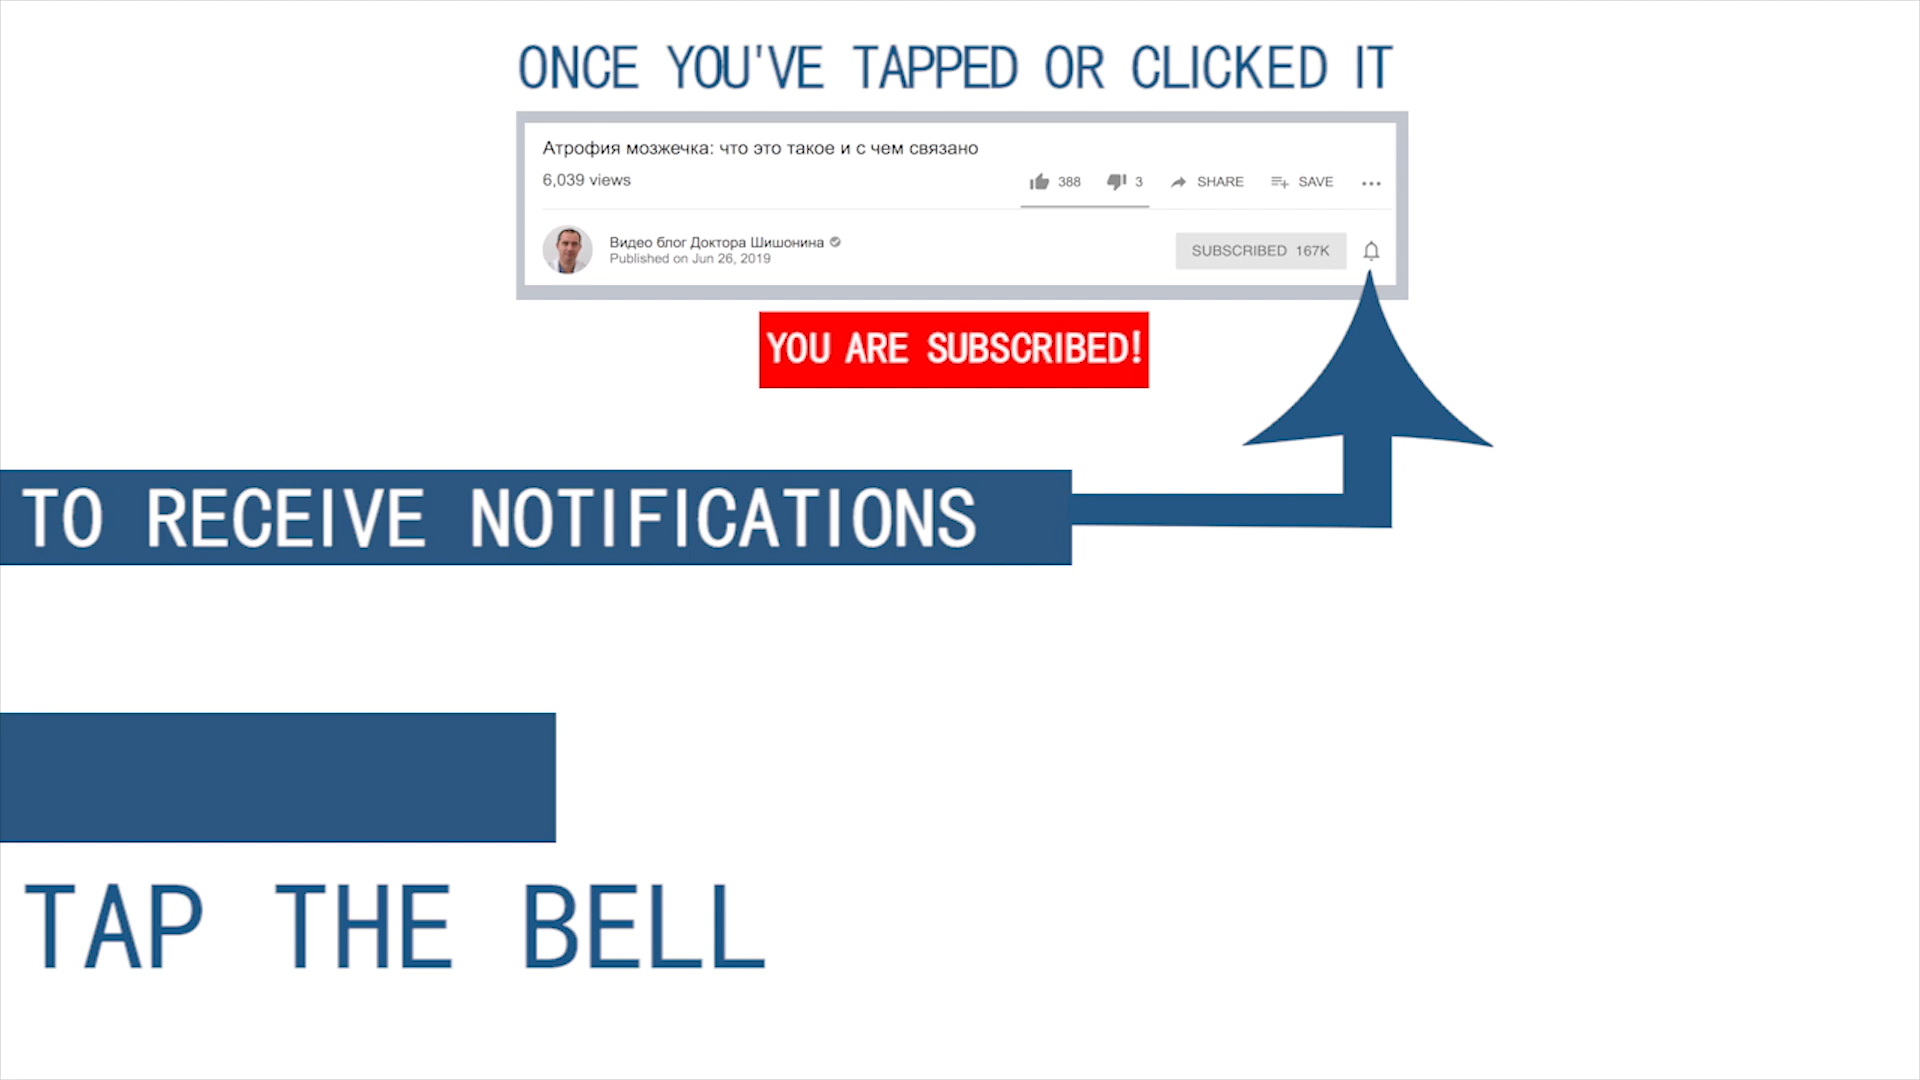 ONCE YOU'VE TAPPED OR CLICKED IT
Атрофия мозжечка: что это такое и с чем связано
6,039 views
388 3 SHARE SAVE
Видео блог Доктора Шишонина
Published on Jun 26, 2019
SUBSCRIBED 167K
YOU ARE SUBSCRIBED!
TO RECEIVE NOTIFICATIONS
TAP THE BELL